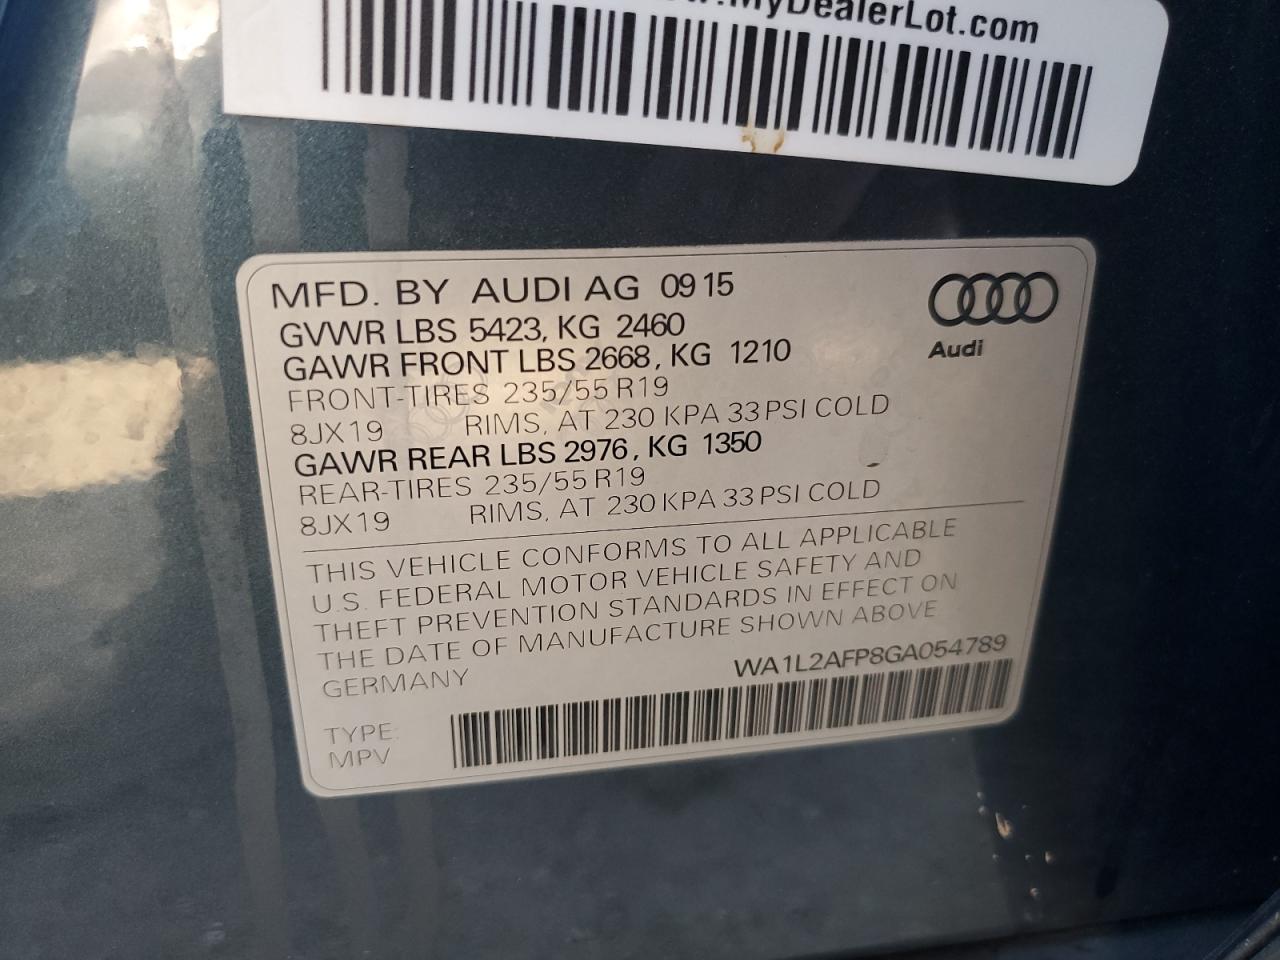 MyDealerLot.com
MFD. BY AUDI AG 09 15
GVWR LBS 5423, KG 2460
GAWR FRONT LBS 2668, KG 1210
FRONT-TIRES 235/55 R19
8JX19 RIMS, AT 230 KPA 33 PSI COLD
GAWR REAR LBS 2976, KG 1350
REAR-TIRES 235/55 R19
8JX19 RIMS, AT 230 KPA 33 PSI COLD
Audi
THIS VEHICLE CONFORMS TO ALL APPLICABLE
U.S. FEDERAL MOTOR VEHICLE SAFETY AND
THEFT PREVENTION STANDARDS IN EFFECT ON
THE DATE OF MANUFACTURE SHOWN ABOVE
GERMANY WA1L2AFP8GA054789
TYPE:
MPV